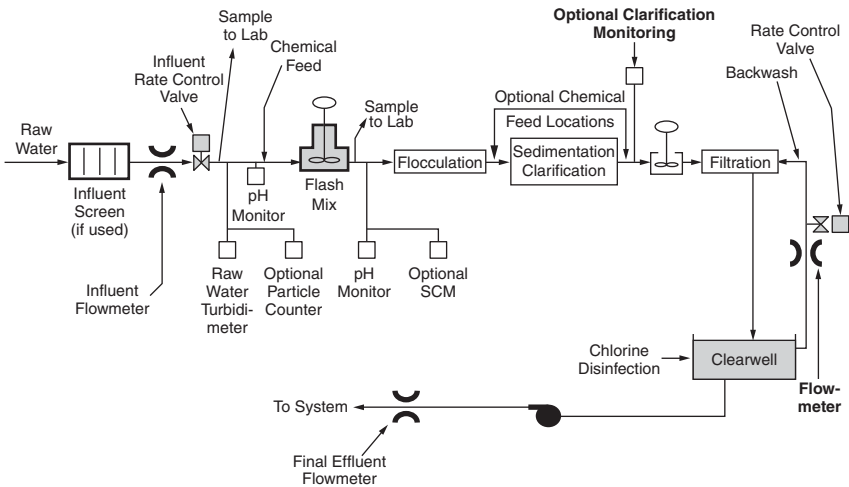 Sample
to Lab
Chemical
Feed
Influent
Rate Control
Valve
Optional Clarification
Monitoring
Rate Control
Valve
Backwash
Raw
Water
Sample
to Lab
Optional Chemical
Feed Locations
Flocculation
Sedimentation
Clarification
Filtration
Influent
Screen
(if used)
pH
Monitor
Flash
Mix
Influent
Flowmeter
Raw
Water
Turbidi-
meter
Optional
Particle
Counter
pH
Monitor
Optional
SCM
Chlorine
Disinfection
Clearwell
Flow-
meter
To System
Final Effluent
Flowmeter